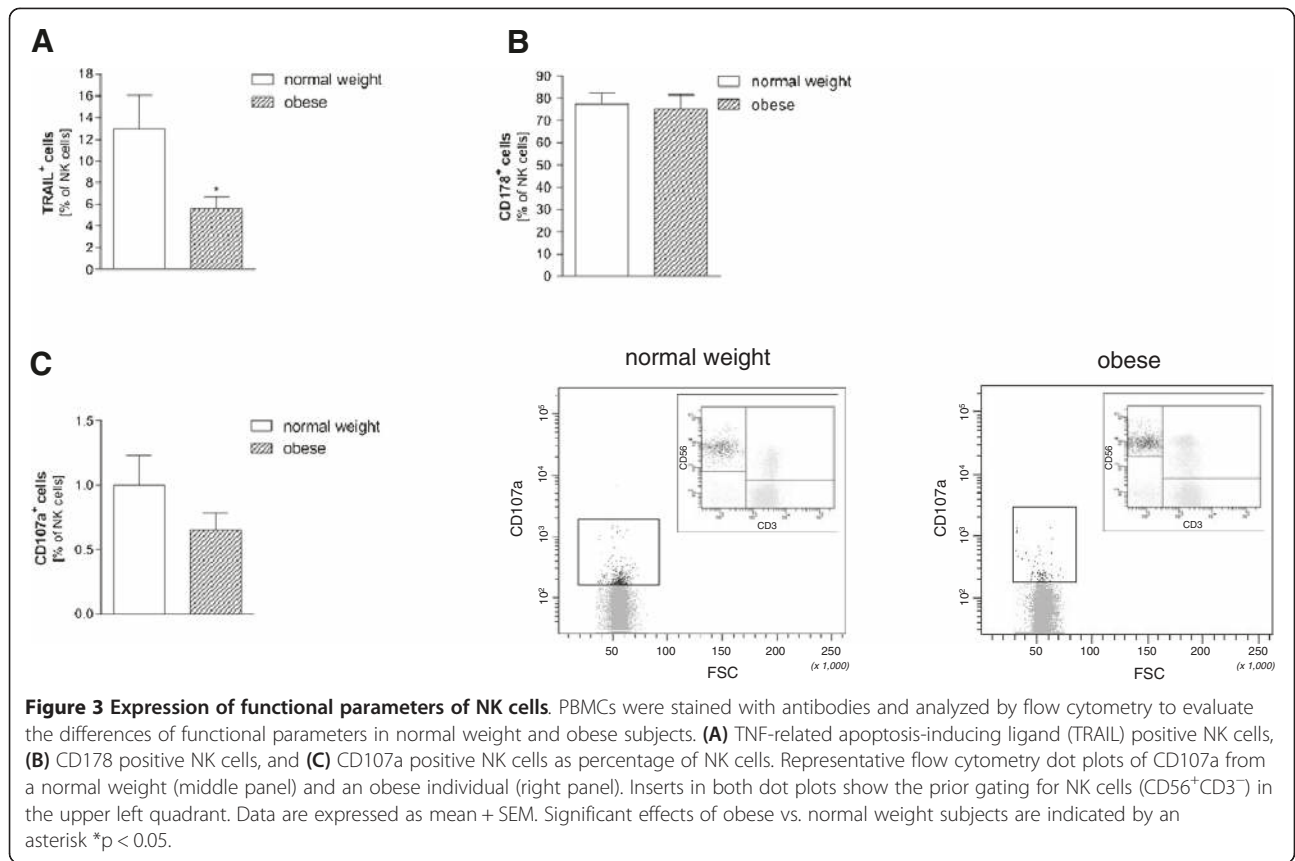 A
B
18
16
14
12
10
8
6
4
2
0
TRAIL⁺ cells
[% of NK cells]
*
normal weight
obese
90
80
70
60
50
40
30
20
10
0
CD178⁺ cells
[% of NK cells]
normal weight
obese
C
1.5
1.0
0.5
0.0
CD107a⁺ cells
[% of NK cells]
normal weight
obese
normal weight
10⁵
10⁴
10³
10²
CD107a
CD56
CD3
50 100 150 200 250
(x 1,000)
FSC
obese
10⁵
10⁴
10³
10²
CD107a
CD56
CD3
50 100 150 200 250
(x 1,000)
FSC
Figure 3 Expression of functional parameters of NK cells. PBMCs were stained with antibodies and analyzed by flow cytometry to evaluate
the differences of functional parameters in normal weight and obese subjects. (A) TNF-related apoptosis-inducing ligand (TRAIL) positive NK cells,
(B) CD178 positive NK cells, and (C) CD107a positive NK cells as percentage of NK cells. Representative flow cytometry dot plots of CD107a from
a normal weight (middle panel) and an obese individual (right panel). Inserts in both dot plots show the prior gating for NK cells (CD56⁺CD3⁻) in
the upper left quadrant. Data are expressed as mean + SEM. Significant effects of obese vs. normal weight subjects are indicated by an
asterisk *p < 0.05.